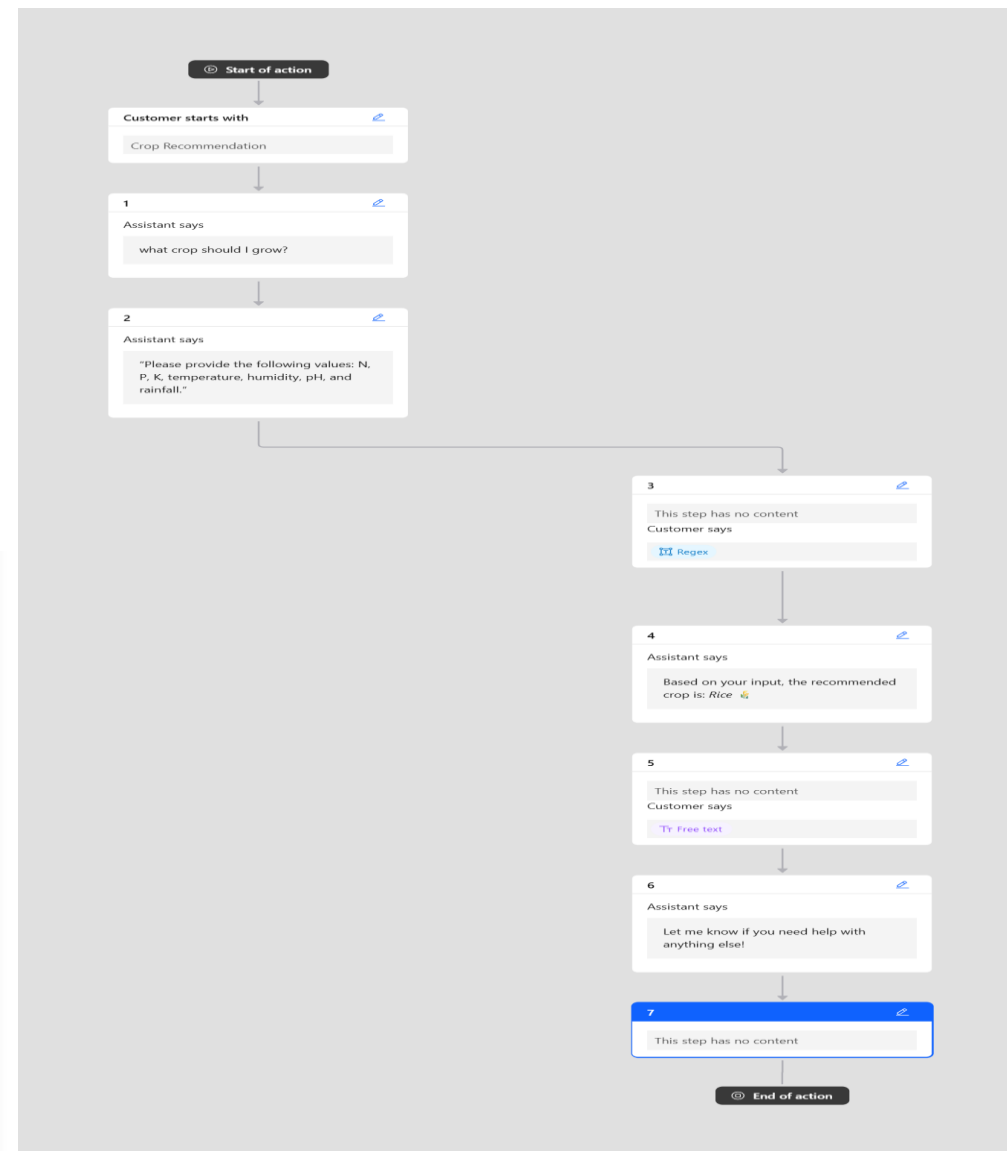 Start of action
Customer starts with
Crop Recommendation
1
Assistant says
what crop should I grow?
2
Assistant says
"Please provide the following values: N,
P, K, temperature, humidity, pH, and
rainfall."
3
This step has no content
Customer says
Regex
4
Assistant says
Based on your input, the recommended
crop is: Rice 🌾
5
This step has no content
Customer says
Free text
6
Assistant says
Let me know if you need help with
anything else!
7
This step has no content
End of action